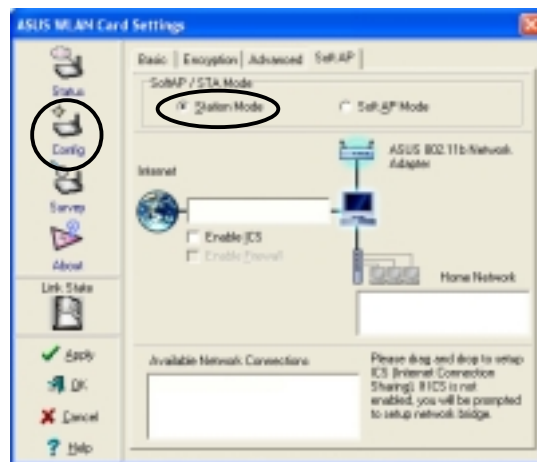 ASUS WLAN Card Settings
Status
Config
Survey
About
Link State
Apply
OK
Cancel
Help
Basic
Encryption
Advanced
Soft AP
SoftAP / STA Mode
Station Mode
Soft AP Mode
Internet
ASUS 802.11b Network
Adapter
Enable ICS
Enable Firewall
Home Network
Available Network Connections
Please drag and drop to setup
ICS (Internet Connection
Sharing). If ICS is not
enabled, you will be prompted
to setup network bridge.